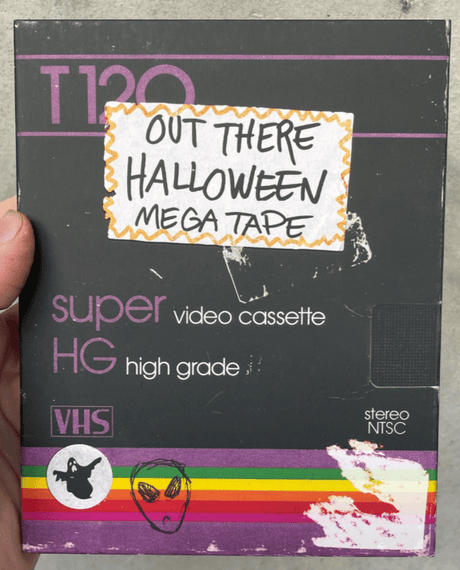 T120
OUT THERE
HALLOWEEN
MEGA TAPE
super video cassette
HG high grade
VHS
stereo
NTSC